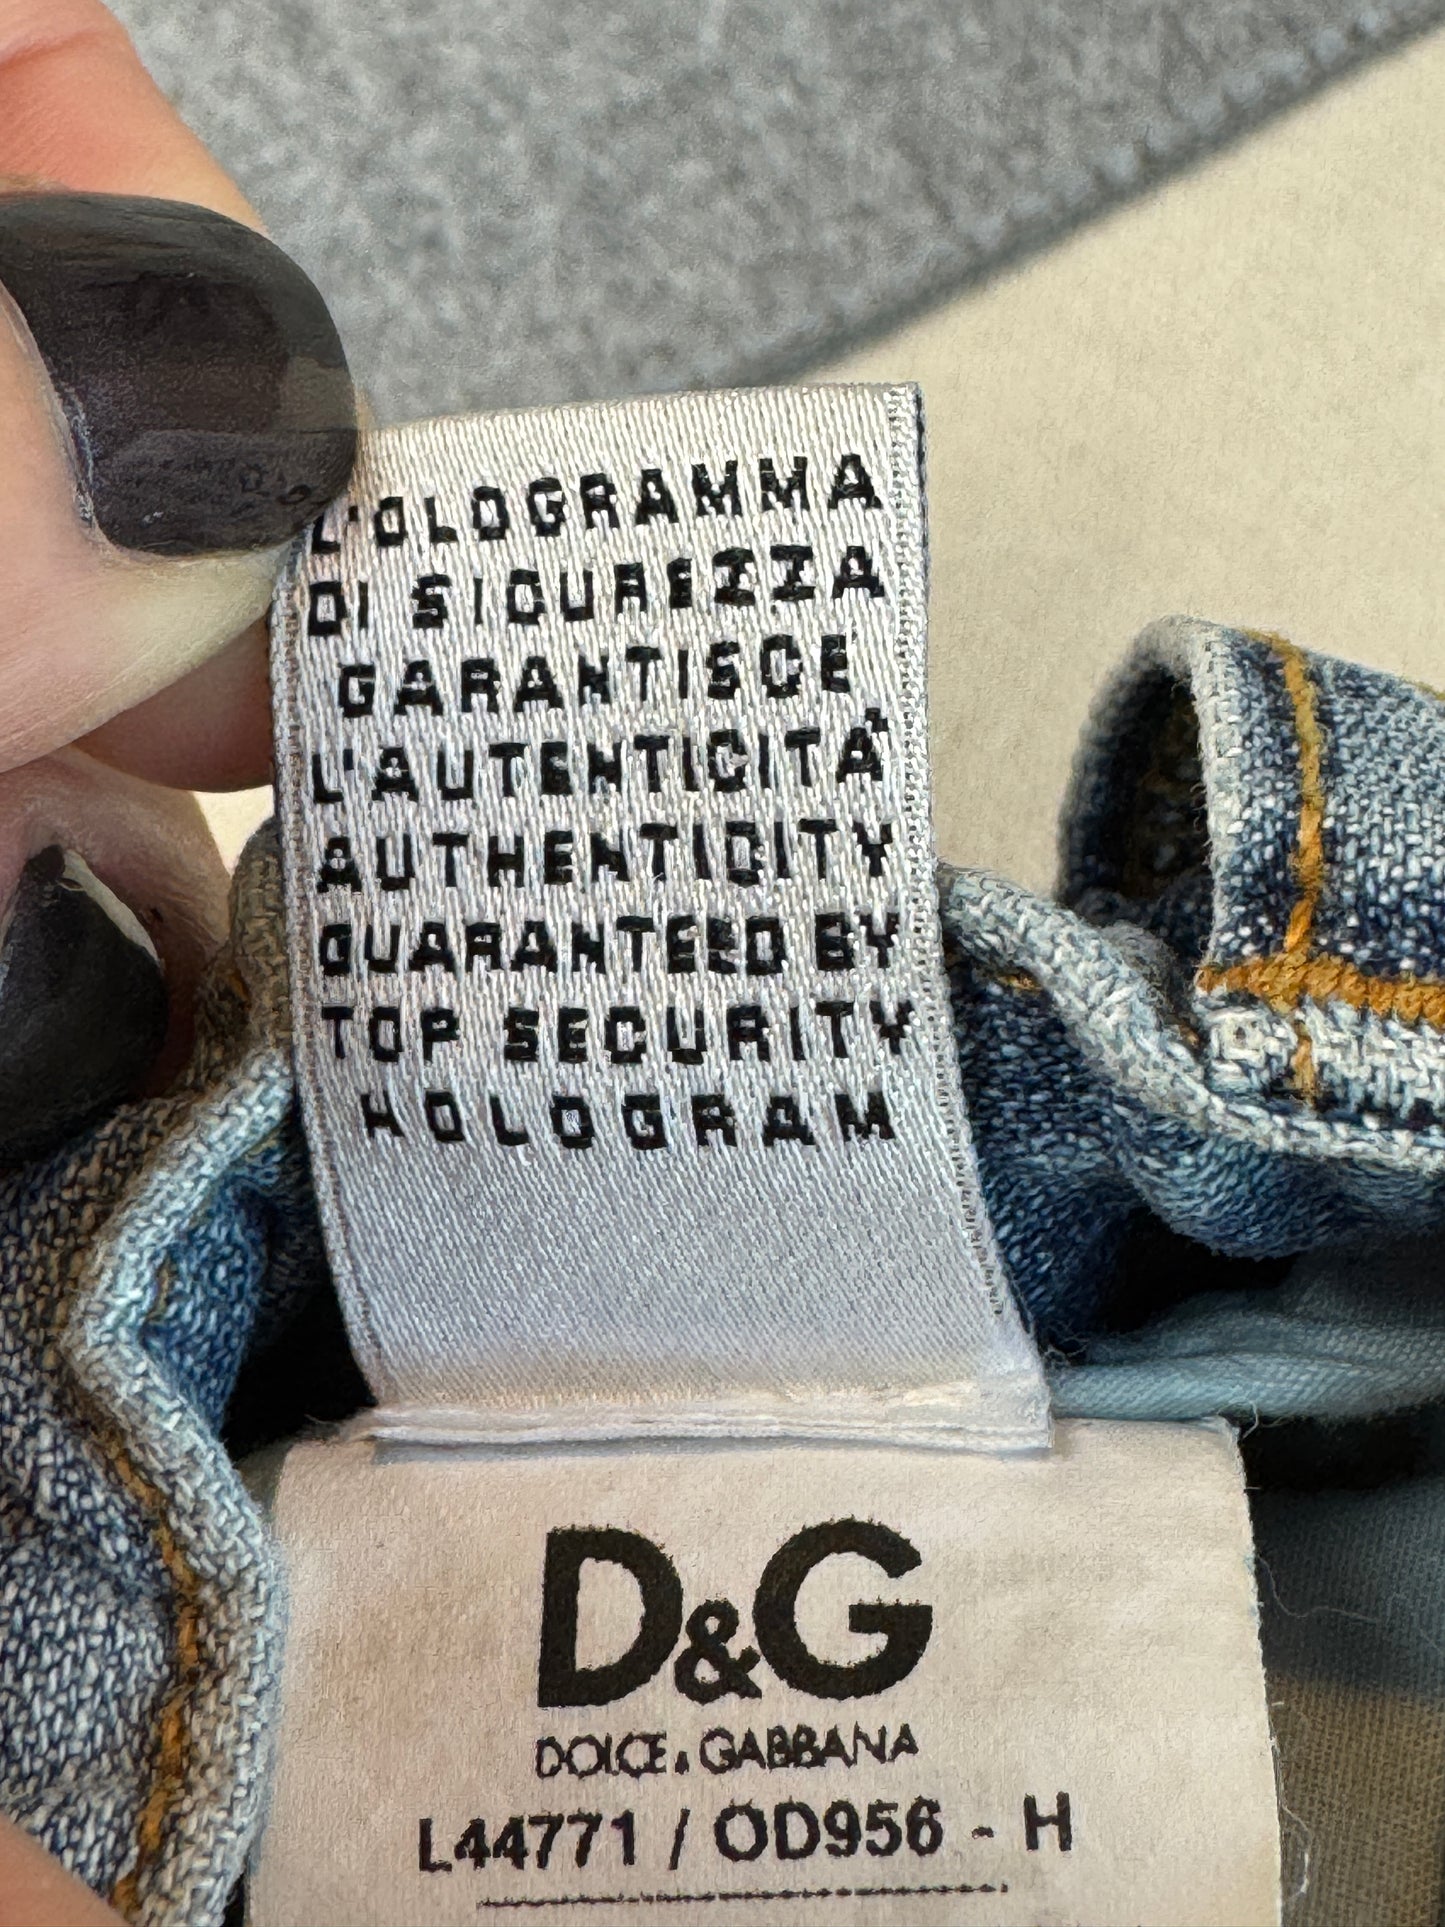 L'OLOGRAMMA
DI SICUREZZA
GARANTISCE
L'AUTENTICITÀ
AUTHENTICITY
GUARANTEED BY
TOP SECURITY
HOLOGRAM
D&G
DOLCE & GABBANA
L44771 / OD956 - H